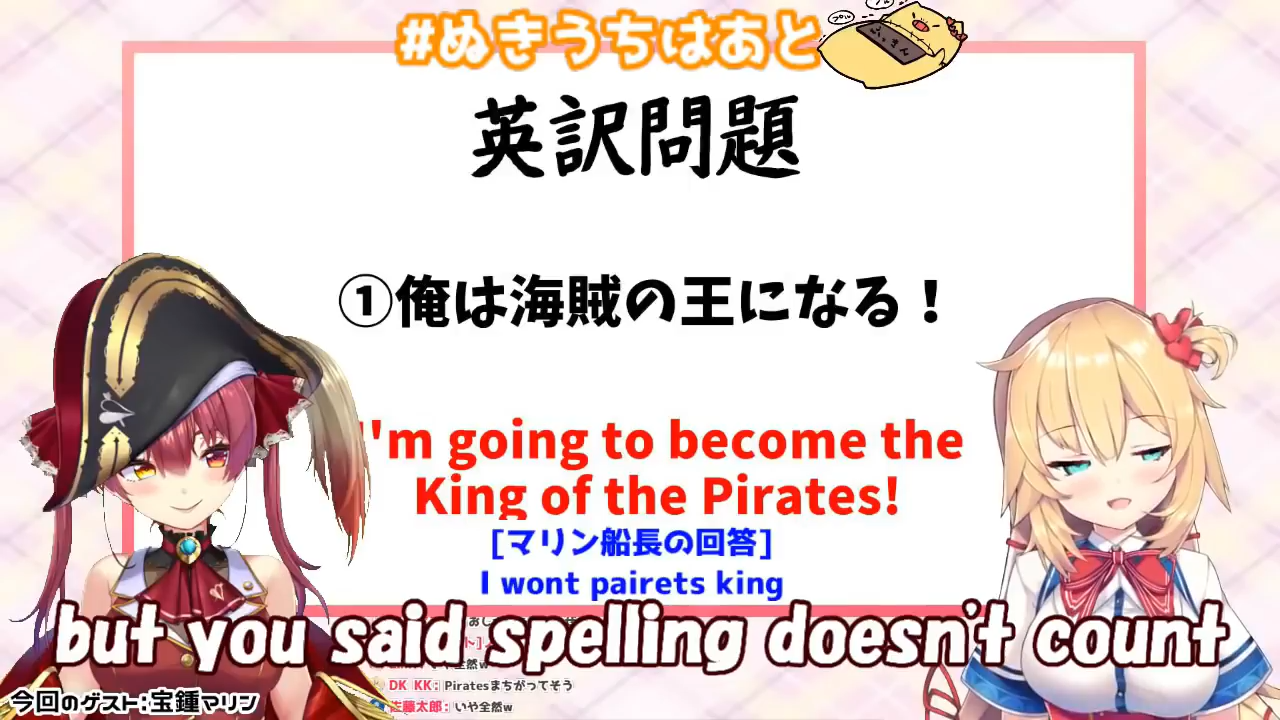 #ぬきうちはあと
英訳問題
①俺は海賊の王になる！
I'm going to become the
King of the Pirates!
[マリン船長の回答]
I wont pairets king
but you said spelling doesn't count
DK KK: Piratesまちがってそう
佐藤太郎: いや全然w
今回のゲスト:宝鐘マリン